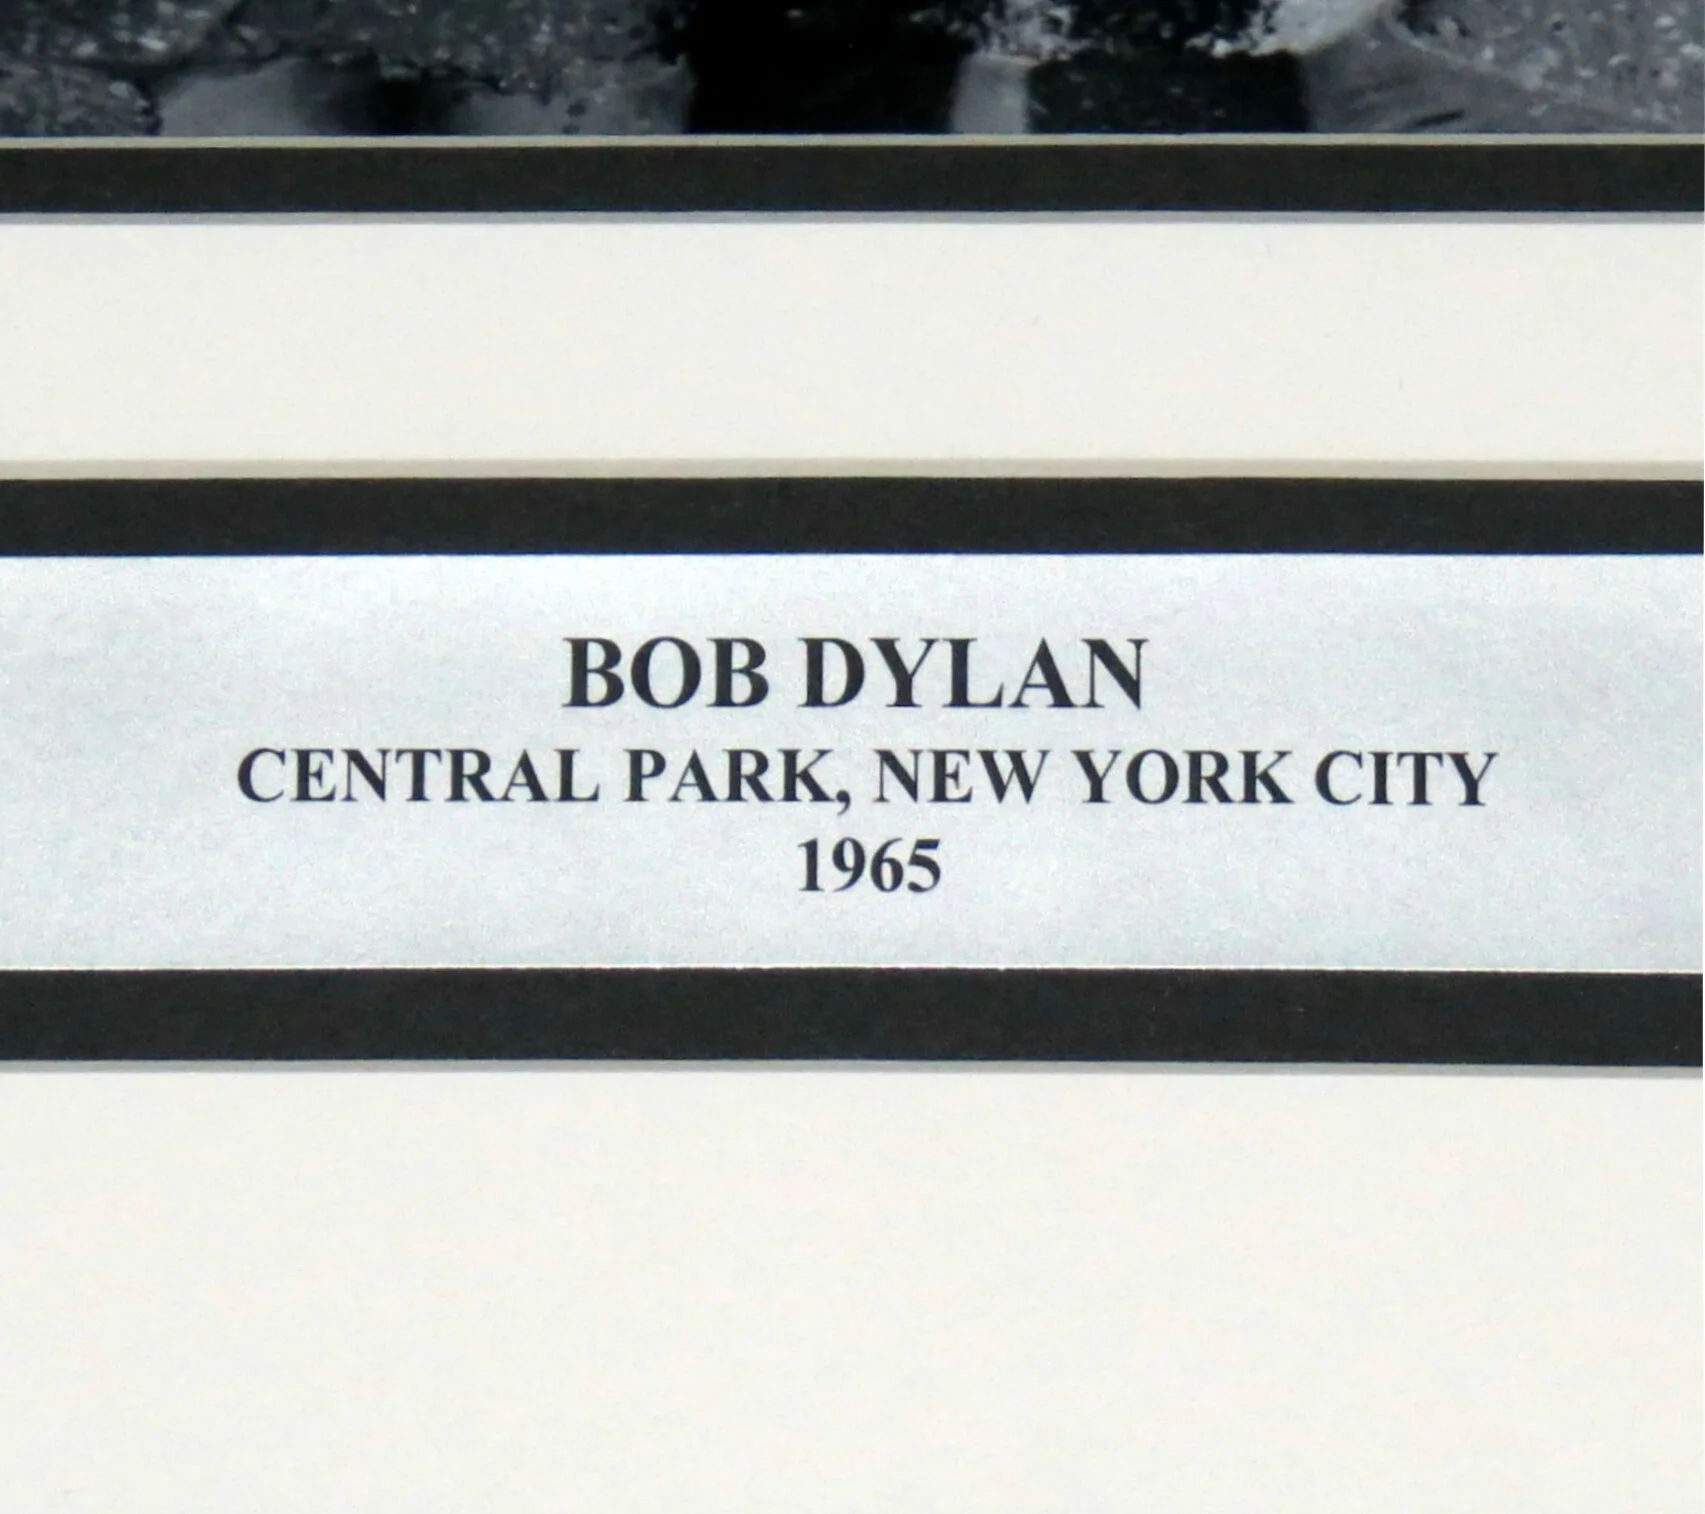 BOB DYLAN
CENTRAL PARK, NEW YORK CITY
1965